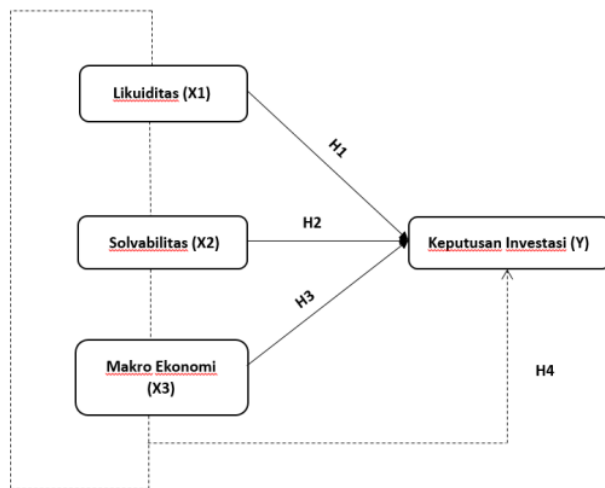 Likuiditas (X1)
H1
Solvabilitas (X2)
H2
Keputusan Investasi (Y)
H3
Makro Ekonomi
(X3)
H4